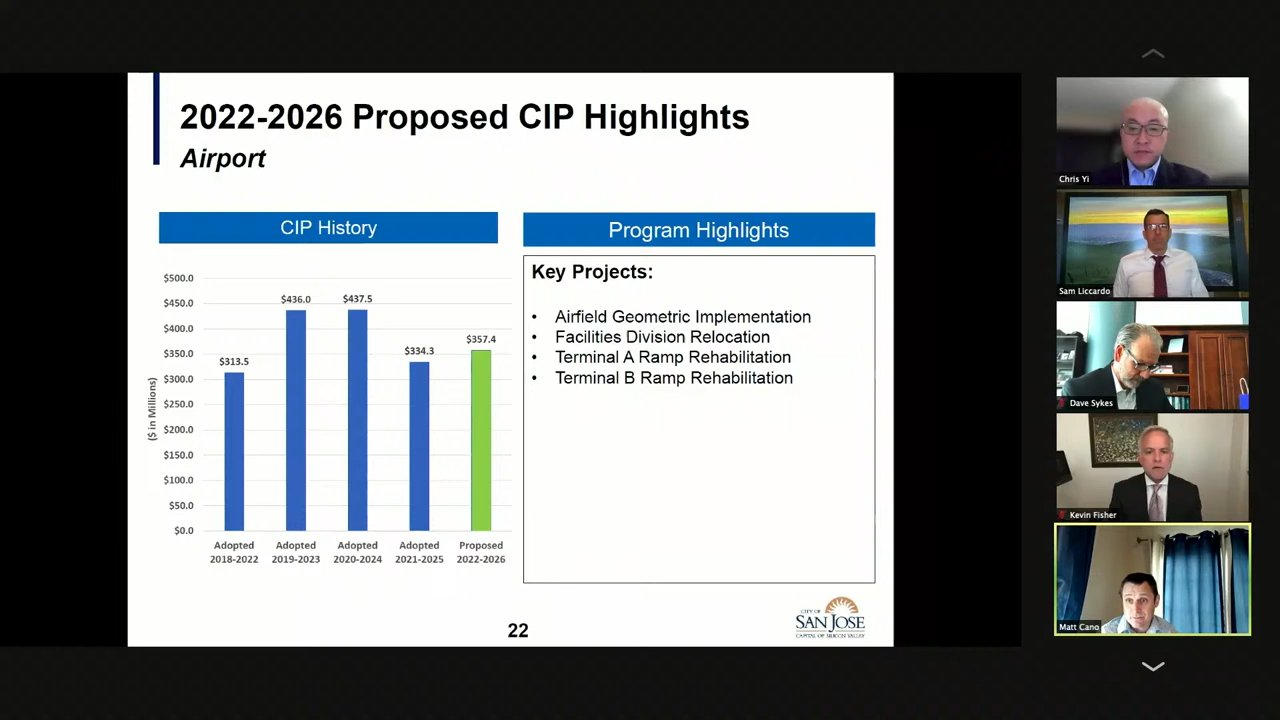 2022-2026 Proposed CIP Highlights
Airport
CIP History
$500.0
$450.0
$400.0
$350.0
$300.0
$250.0
$200.0
$150.0
$100.0
$50.0
$0.0
($ in Millions)
$313.5
$436.0
$437.5
$334.3
$357.4
Adopted 2018-2022
Adopted 2019-2023
Adopted 2020-2024
Adopted 2021-2025
Proposed 2022-2026
Program Highlights
Key Projects:
• Airfield Geometric Implementation
• Facilities Division Relocation
• Terminal A Ramp Rehabilitation
• Terminal B Ramp Rehabilitation
22
CITY OF
SAN JOSE
CAPITAL OF SILICON VALLEY
Chris Yi
Sam Liccardo
Dave Sykes
Kevin Fisher
Matt Cano